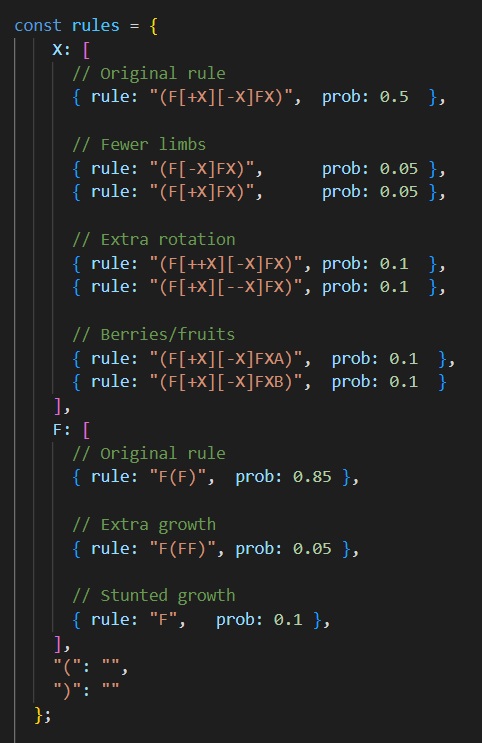 const rules = {
X: [
// Original rule
{ rule: "(F[+X][-X]FX)",  prob: 0.5  },
// Fewer limbs
{ rule: "(F[-X]FX)",      prob: 0.05 },
{ rule: "(F[+X]FX)",      prob: 0.05 },
// Extra rotation
{ rule: "(F[++X][-X]FX)", prob: 0.1  },
{ rule: "(F[+X][--X]FX)", prob: 0.1  },
// Berries/fruits
{ rule: "(F[+X][-X]FXA)",  prob: 0.1  },
{ rule: "(F[+X][-X]FXB)",  prob: 0.1  }
],
F: [
// Original rule
{ rule: "F(F)",  prob: 0.85 },
// Extra growth
{ rule: "F(FF)", prob: 0.05 },
// Stunted growth
{ rule: "F",   prob: 0.1 },
],
"(": "",
")": ""
};